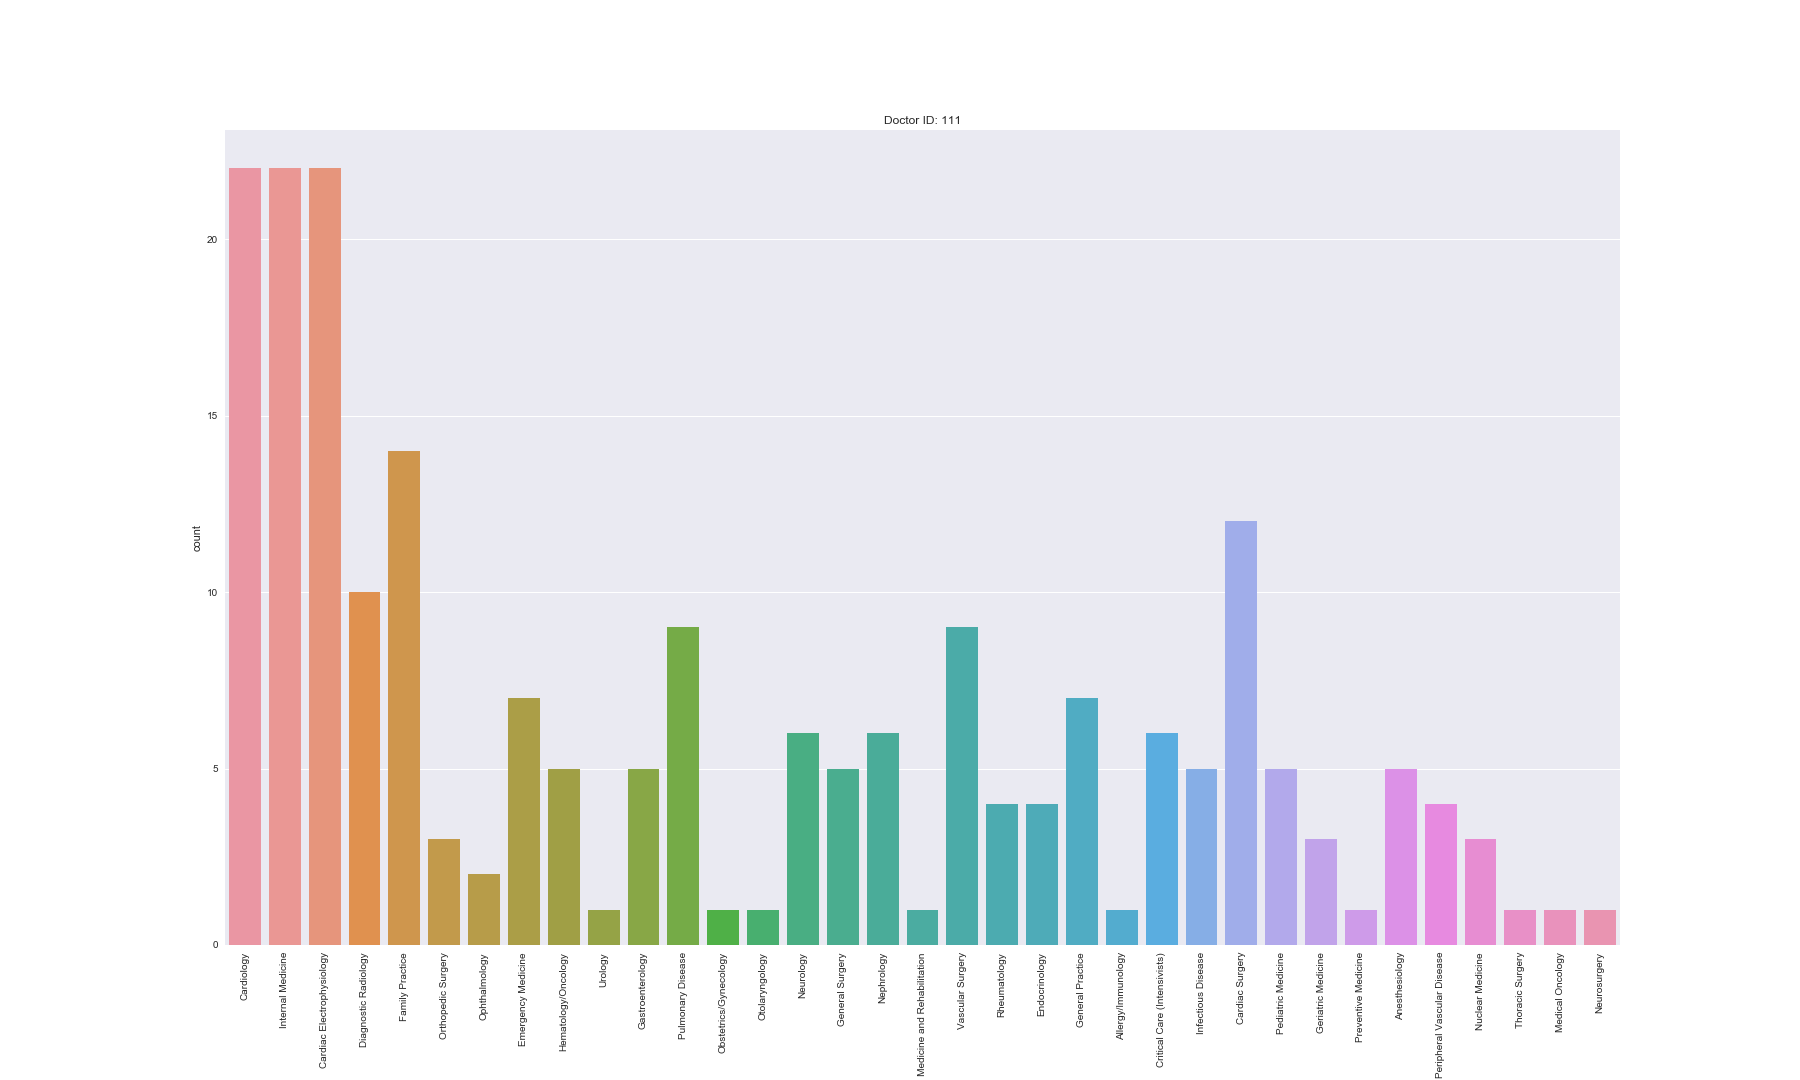 Doctor ID: 111
count
20
15
10
5
0
Cardiology
Internal Medicine
Cardiac Electrophysiology
Diagnostic Radiology
Family Practice
Orthopedic Surgery
Ophthalmology
Emergency Medicine
Hematology/Oncology
Urology
Gastroenterology
Pulmonary Disease
Obstetrics/Gynecology
Otolaryngology
Neurology
General Surgery
Nephrology
Medicine and Rehabilitation
Vascular Surgery
Rheumatology
Endocrinology
General Practice
Allergy/Immunology
Critical Care (Intensivists)
Infectious Disease
Cardiac Surgery
Pediatric Medicine
Geriatric Medicine
Preventive Medicine
Anesthesiology
Peripheral Vascular Disease
Nuclear Medicine
Thoracic Surgery
Medical Oncology
Neurosurgery